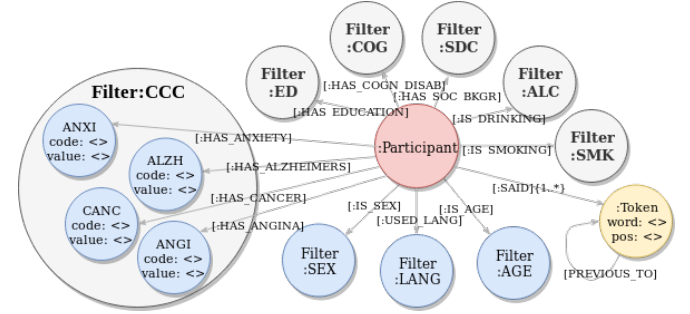 Filter:CCC
ANXI
code: <>
value: <>
ALZH
code: <>
value: <>
CANC
code: <>
value: <>
ANGI
code: <>
value: <>
Filter
:ED
Filter
:COG
Filter
:SDC
Filter
:ALC
Filter
:SMK
:Participant
[:HAS_COGN_DISAB]
[:HAS_SOC_BKGR]
[:HAS_EDUCATION]
[:IS_DRINKING]
[:HAS_ANXIETY]
[:IS_SMOKING]
[:HAS_ALZHEIMERS]
[:HAS_CANCER]
[:HAS_ANGINA]
[:SAID]{1..*}
[:IS_SEX]
[:USED_LANG]
[:IS_AGE]
:Token
word: <>
pos: <>
[PREVIOUS_TO]
Filter
:SEX
Filter
:LANG
Filter
:AGE